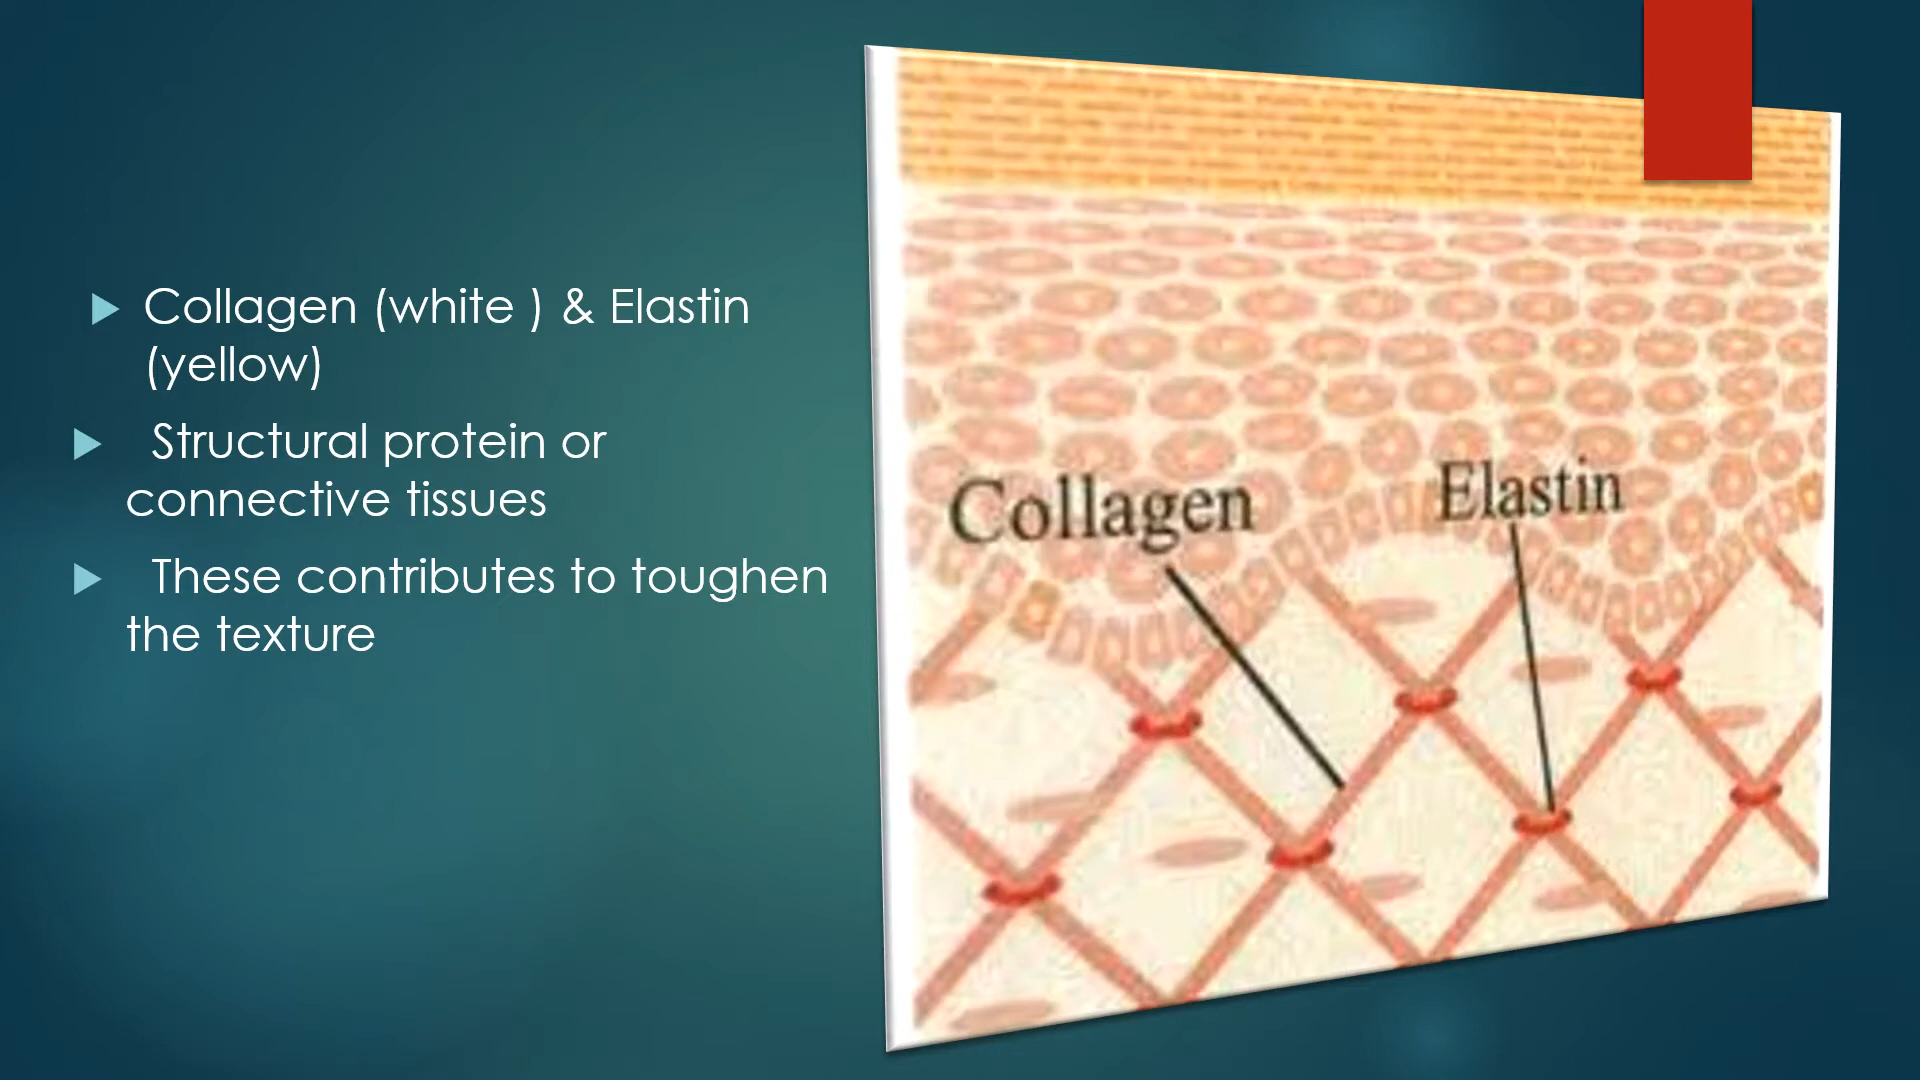 Collagen (white ) & Elastin
(yellow)
Structural protein or
connective tissues
These contributes to toughen
the texture
Collagen
Elastin